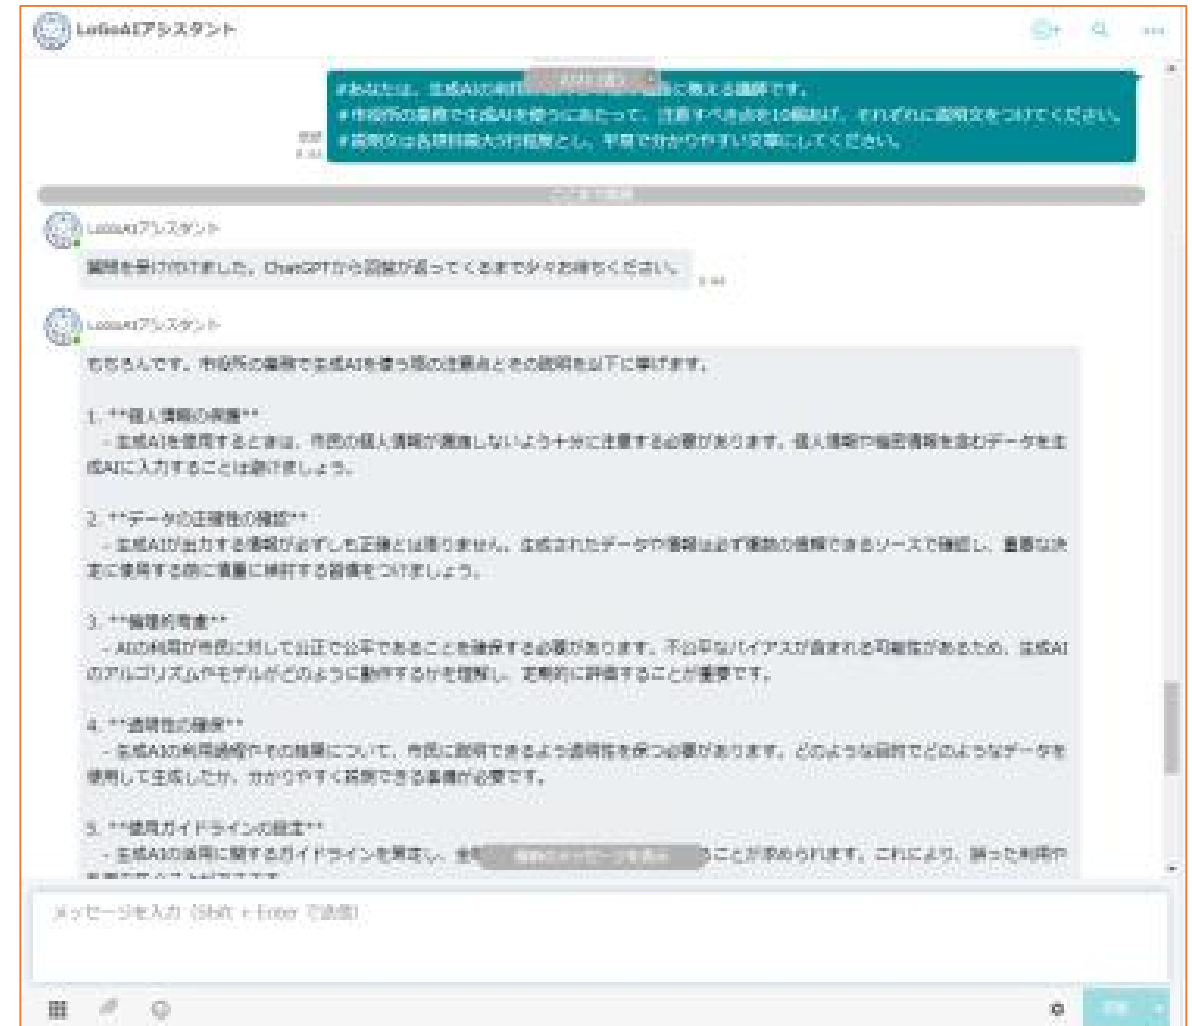 LoGoAIアシスタント
#あなたは、生成AIの利用 に教える講師です。
#市役所の業務で生成AIを使うにあたって、注意すべき点を10個あげ、それぞれに説明文をつけてください。
#説明文は各項目最大5行程度とし、平易で分かりやすい文章にしてください。
既読
ここまで既読
LoGoAIアシスタント
質問を受け付けました。ChatGPTから回答が返ってくるまで少々お待ちください。
LoGoAIアシスタント
もちろんです。市役所の業務で生成AIを使う際の注意点とその説明を以下に挙げます。
1. **個人情報の保護**
- 生成AIを使用するときは、市民の個人情報が漏洩しないよう十分に注意する必要があります。個人情報や機密情報を含むデータを生
成AIに入力することは避けましょう。
2. **データの正確性の確認**
- 生成AIが出力する情報が必ずしも正確とは限りません。生成されたデータや情報は必ず複数の信頼できるソースで確認し、重要な決
定に使用する前に慎重に検討する習慣をつけましょう。
3. **倫理的考慮**
- AIの利用が市民に対して公正で公平であることを確保する必要があります。不公平なバイアスが含まれる可能性があるため、生成AI
のアルゴリズムやモデルがどのように動作するかを理解し、定期的に評価することが重要です。
4. **透明性の確保**
- 生成AIの利用過程やその結果について、市民に説明できるよう透明性を保つ必要があります。どのような目的でどのようなデータを
使用して生成したか、分かりやすく説明できる準備が必要です。
5. **使用ガイドラインの設定**
- 生成AIの活用に関するガイドラインを策定し、全 ることが求められます。これにより、誤った利用や
最新のメッセージを表示
メッセージを入力 (Shift + Enter で送信)
送信